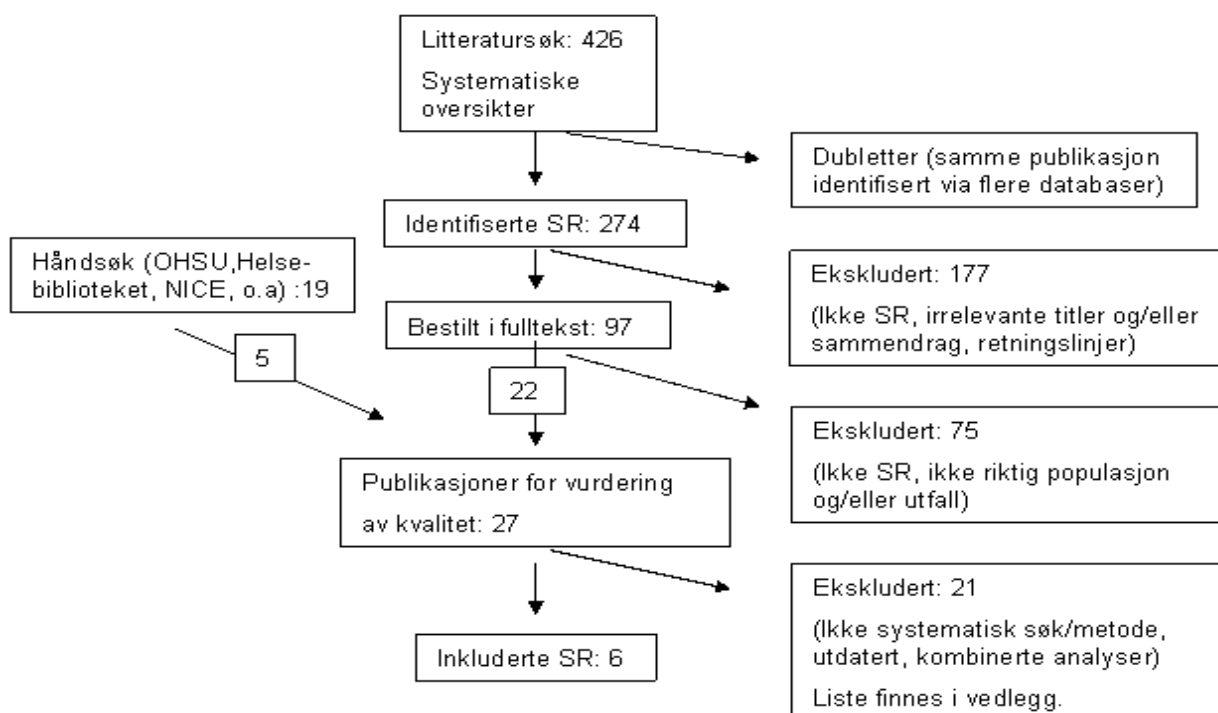 Litteratursøk: 426
Systematiske
oversikter
Dubletter (samme publikasjon
identifisert via flere databaser)
Identifiserte SR: 274
Håndsøk (OHSU,Helse-
biblioteket, NICE, o.a) :19
Ekskludert: 177
(Ikke SR, irrelevante titler og/eller
sammendrag, retningslinjer)
Bestilt i fulltekst: 97
5
22
Ekskludert: 75
(Ikke SR, ikke riktig populasjon
og/eller utfall)
Publikasjoner for vurdering
av kvalitet: 27
Ekskludert: 21
(Ikke systematisk søk/metode,
utdatert, kombinerte analyser)
Liste finnes i vedlegg.
Inkluderte SR: 6